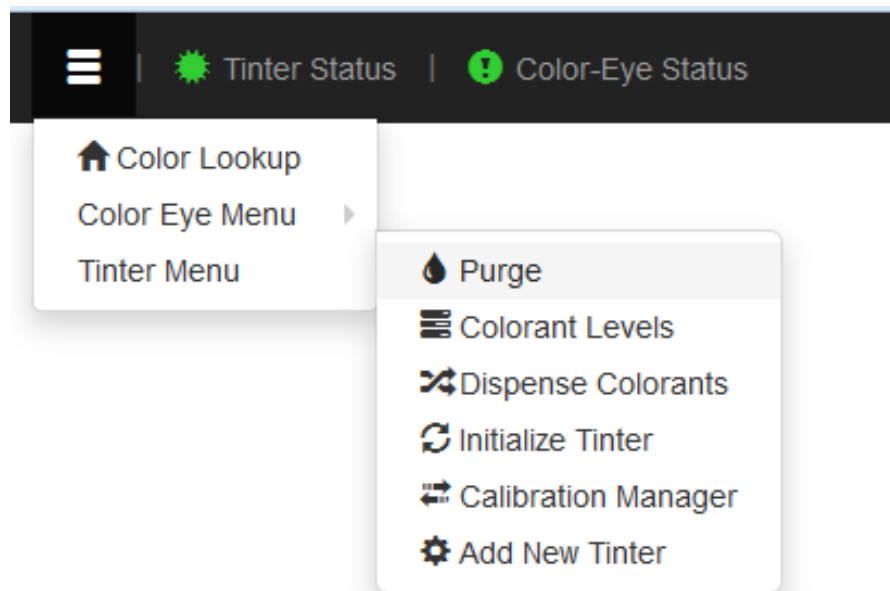 | Tinter Status | Color-Eye Status
Color Lookup
Color Eye Menu
Tinter Menu
Purge
Colorant Levels
Dispense Colorants
Initialize Tinter
Calibration Manager
Add New Tinter